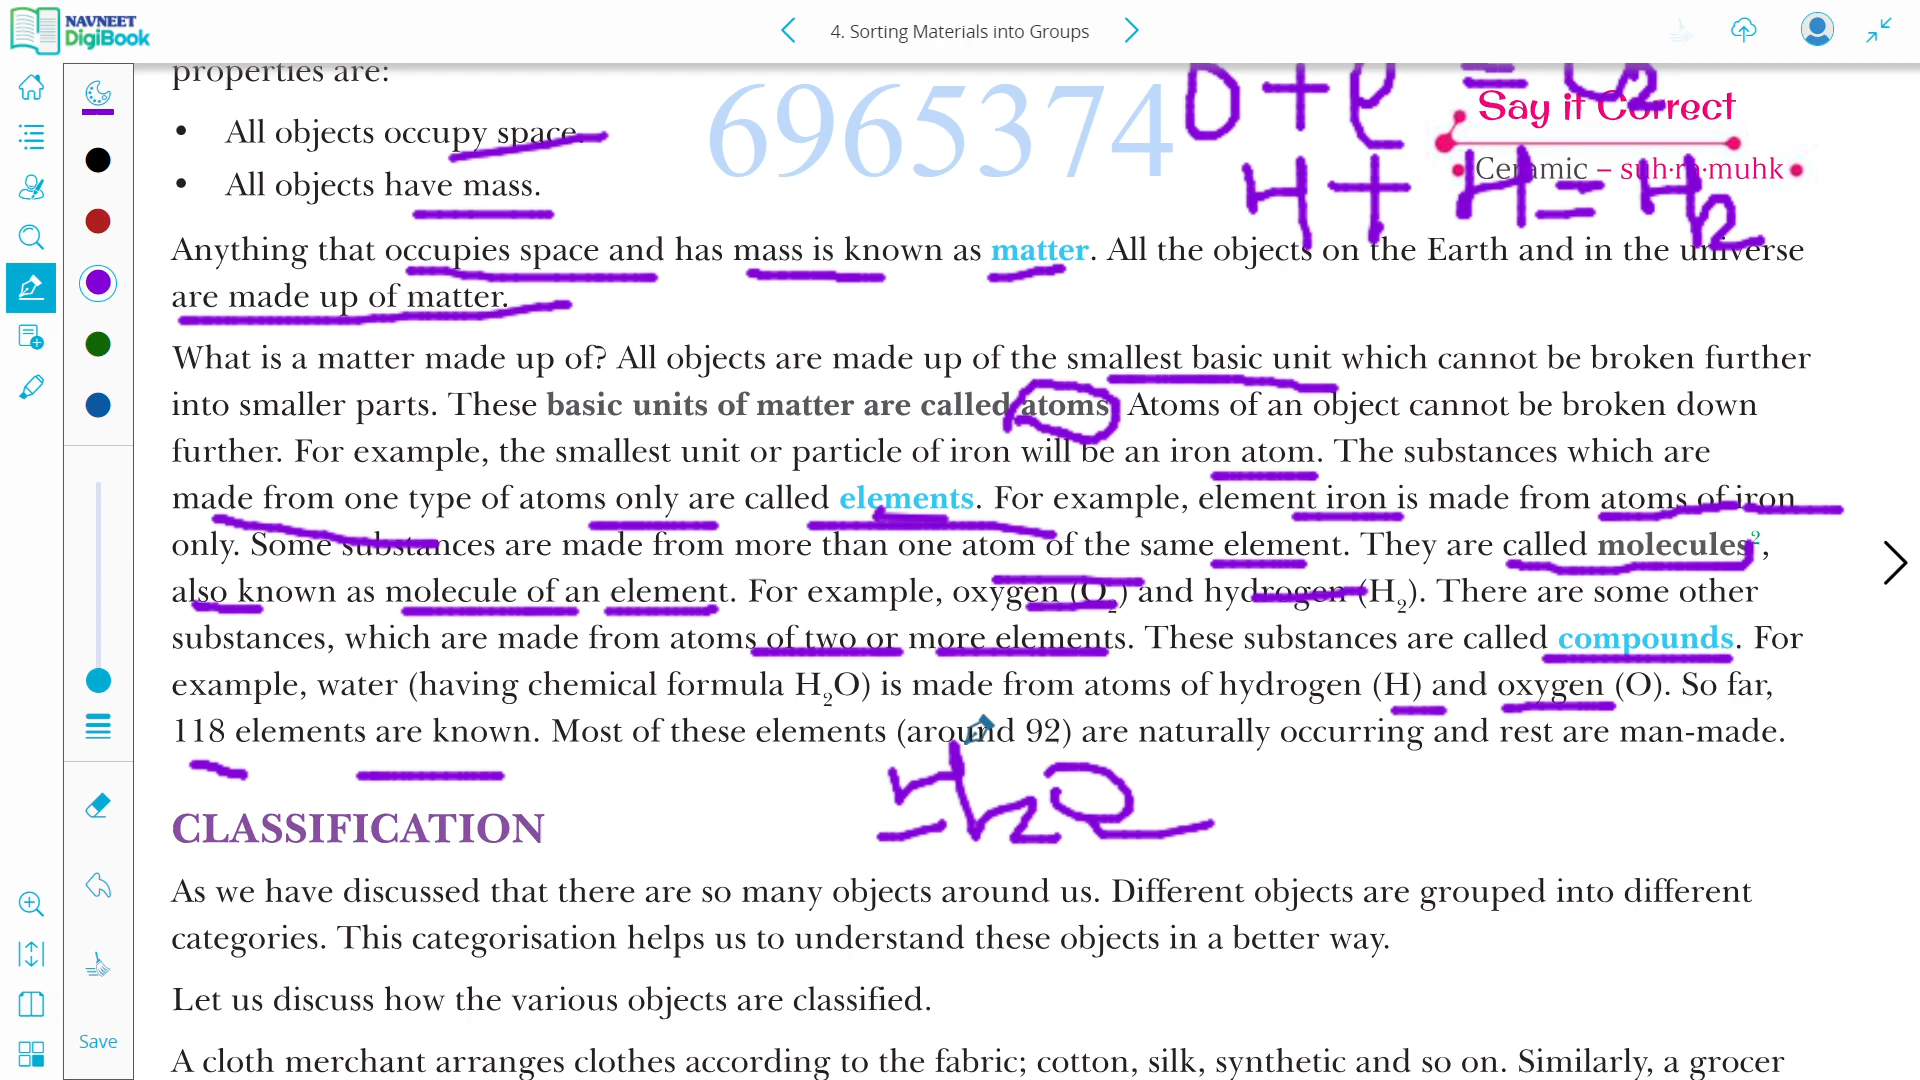 NAVNEET
DigiBook
4. Sorting Materials into Groups
properties are:
• All objects occupy space.
• All objects have mass.
6965374
O + O = O2
Say it Correct
Ceramic – suh·ra·muhk
H + H = H2
Anything that occupies space and has mass is known as matter. All the objects on the Earth and in the universe
are made up of matter.
What is a matter made up of? All objects are made up of the smallest basic unit which cannot be broken further
into smaller parts. These basic units of matter are called atoms. Atoms of an object cannot be broken down
further. For example, the smallest unit or particle of iron will be an iron atom. The substances which are
made from one type of atoms only are called elements. For example, element iron is made from atoms of iron
only. Some substances are made from more than one atom of the same element. They are called molecules²,
also known as molecule of an element. For example, oxygen (O₂) and hydrogen (H₂). There are some other
substances, which are made from atoms of two or more elements. These substances are called compounds. For
example, water (having chemical formula H₂O) is made from atoms of hydrogen (H) and oxygen (O). So far,
118 elements are known. Most of these elements (around 92) are naturally occurring and rest are man-made.
H2O
CLASSIFICATION
As we have discussed that there are so many objects around us. Different objects are grouped into different
categories. This categorisation helps us to understand these objects in a better way.
Let us discuss how the various objects are classified.
A cloth merchant arranges clothes according to the fabric; cotton, silk, synthetic and so on. Similarly, a grocer
Save